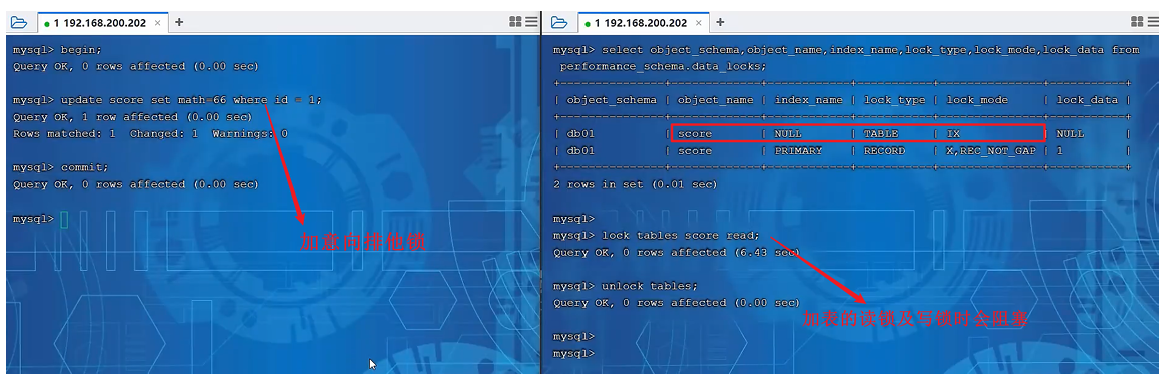 1 192.168.200.202 × +
mysql> begin;
Query OK, 0 rows affected (0.00 sec)
mysql> update score set math=66 where id = 1;
Query OK, 1 row affected (0.00 sec)
Rows matched: 1  Changed: 1  Warnings: 0
mysql> commit;
Query OK, 0 rows affected (0.00 sec)
mysql>
加意向排他锁
1 192.168.200.202 × +
mysql> select object_schema,object_name,index_name,lock_type,lock_mode,lock_data from
performance_schema.data_locks;
+---------------+-------------+------------+-----------+---------------+-----------+
| object_schema | object_name | index_name | lock_type | lock_mode     | lock_data |
+---------------+-------------+------------+-----------+---------------+-----------+
| db01          | score       | NULL       | TABLE     | IX            | NULL      |
| db01          | score       | PRIMARY    | RECORD    | X,REC_NOT_GAP | 1         |
+---------------+-------------+------------+-----------+---------------+-----------+
2 rows in set (0.01 sec)
mysql>
mysql> lock tables score read;
Query OK, 0 rows affected (6.43 sec)
mysql> unlock tables;
Query OK, 0 rows affected (0.00 sec)
加表的读锁及写锁时会阻塞
mysql>
mysql>